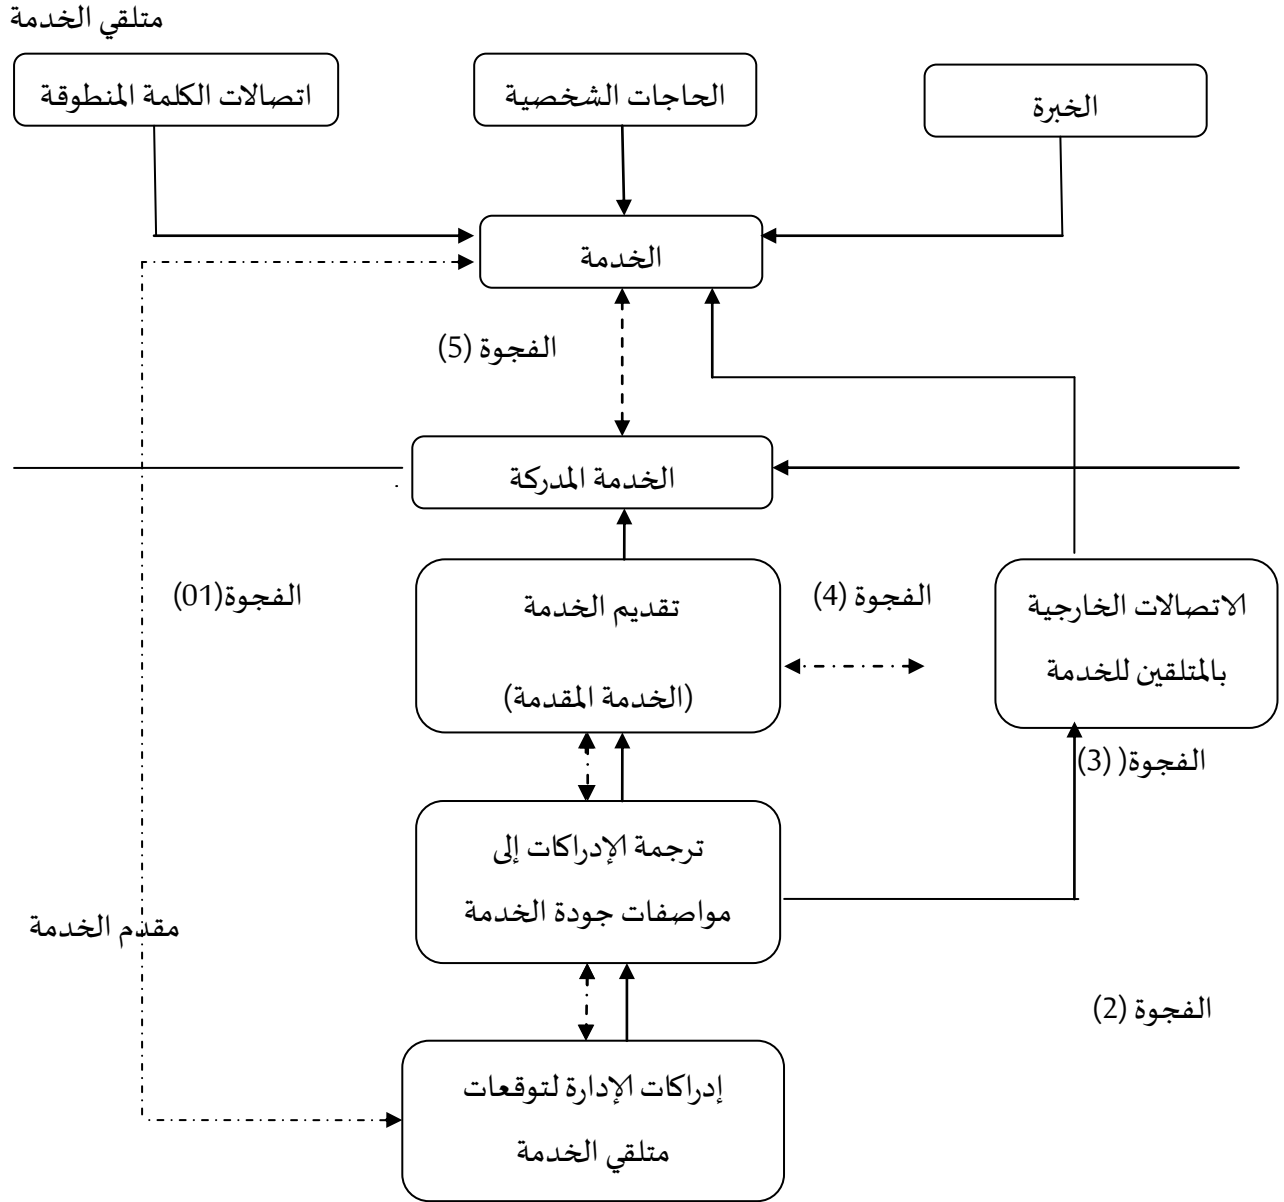 متلقي الخدمة
الخبرة
الحاجات الشخصية
اتصالات الكلمة المنطوقة
الخدمة
الفجوة (5)
الخدمة المدركة
.
الاتصالات الخارجية
بالمتلقين للخدمة
الفجوة (4)
تقديم الخدمة
(الخدمة المقدمة)
الفجوة(01)
الفجوة( (3)
ترجمة الإدراكات إلى
مواصفات جودة الخدمة
مقدم الخدمة
الفجوة (2)
إدراكات الإدارة لتوقعات
متلقي الخدمة